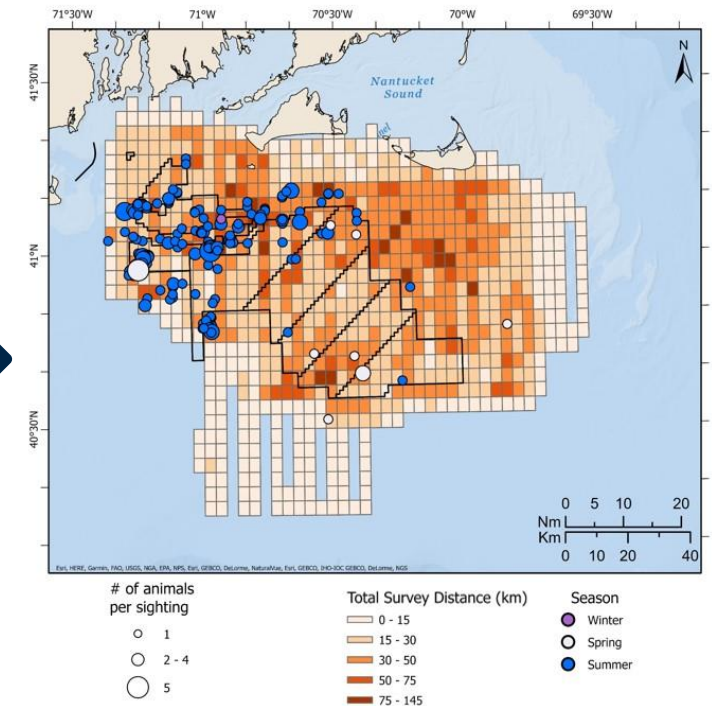 71°30'W 71°0'W 70°30'W 70°0'W 69°30'W
41°30'N
41°0'N
40°30'N
Nantucket
Sound
N
0 5 10 20
Nm
Km
0 10 20 40
Esri, HERE, Garmin, FAO, USGS, NGA, EPA, NPS, Esri, GEBCO, DeLorme, NaturalVue, Esri, GEBCO, IHO-IOC GEBCO, DeLorme, NGS
# of animals
per sighting
1
2 - 4
5
Total Survey Distance (km)
0 - 15
15 - 30
30 - 50
50 - 75
75 - 145
Season
Winter
Spring
Summer